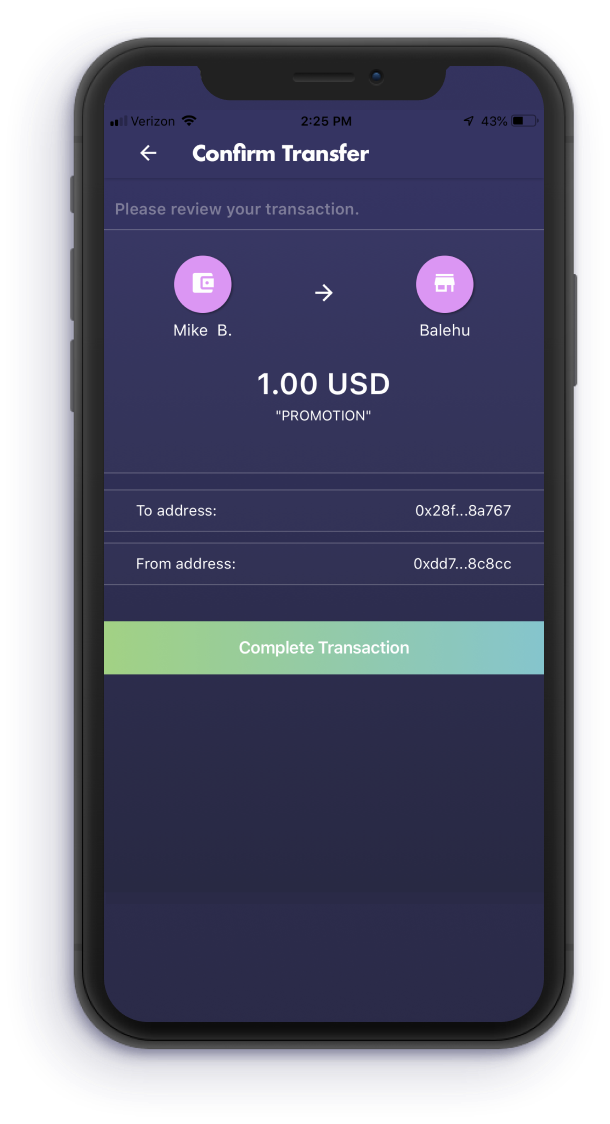 Verizon 2:25 PM 43%
Confirm Transfer
Please review your transaction.
Mike B. Balehu
1.00 USD
"PROMOTION"
To address: 0x28f...8a767
From address: 0xdd7...8c8cc
Complete Transaction